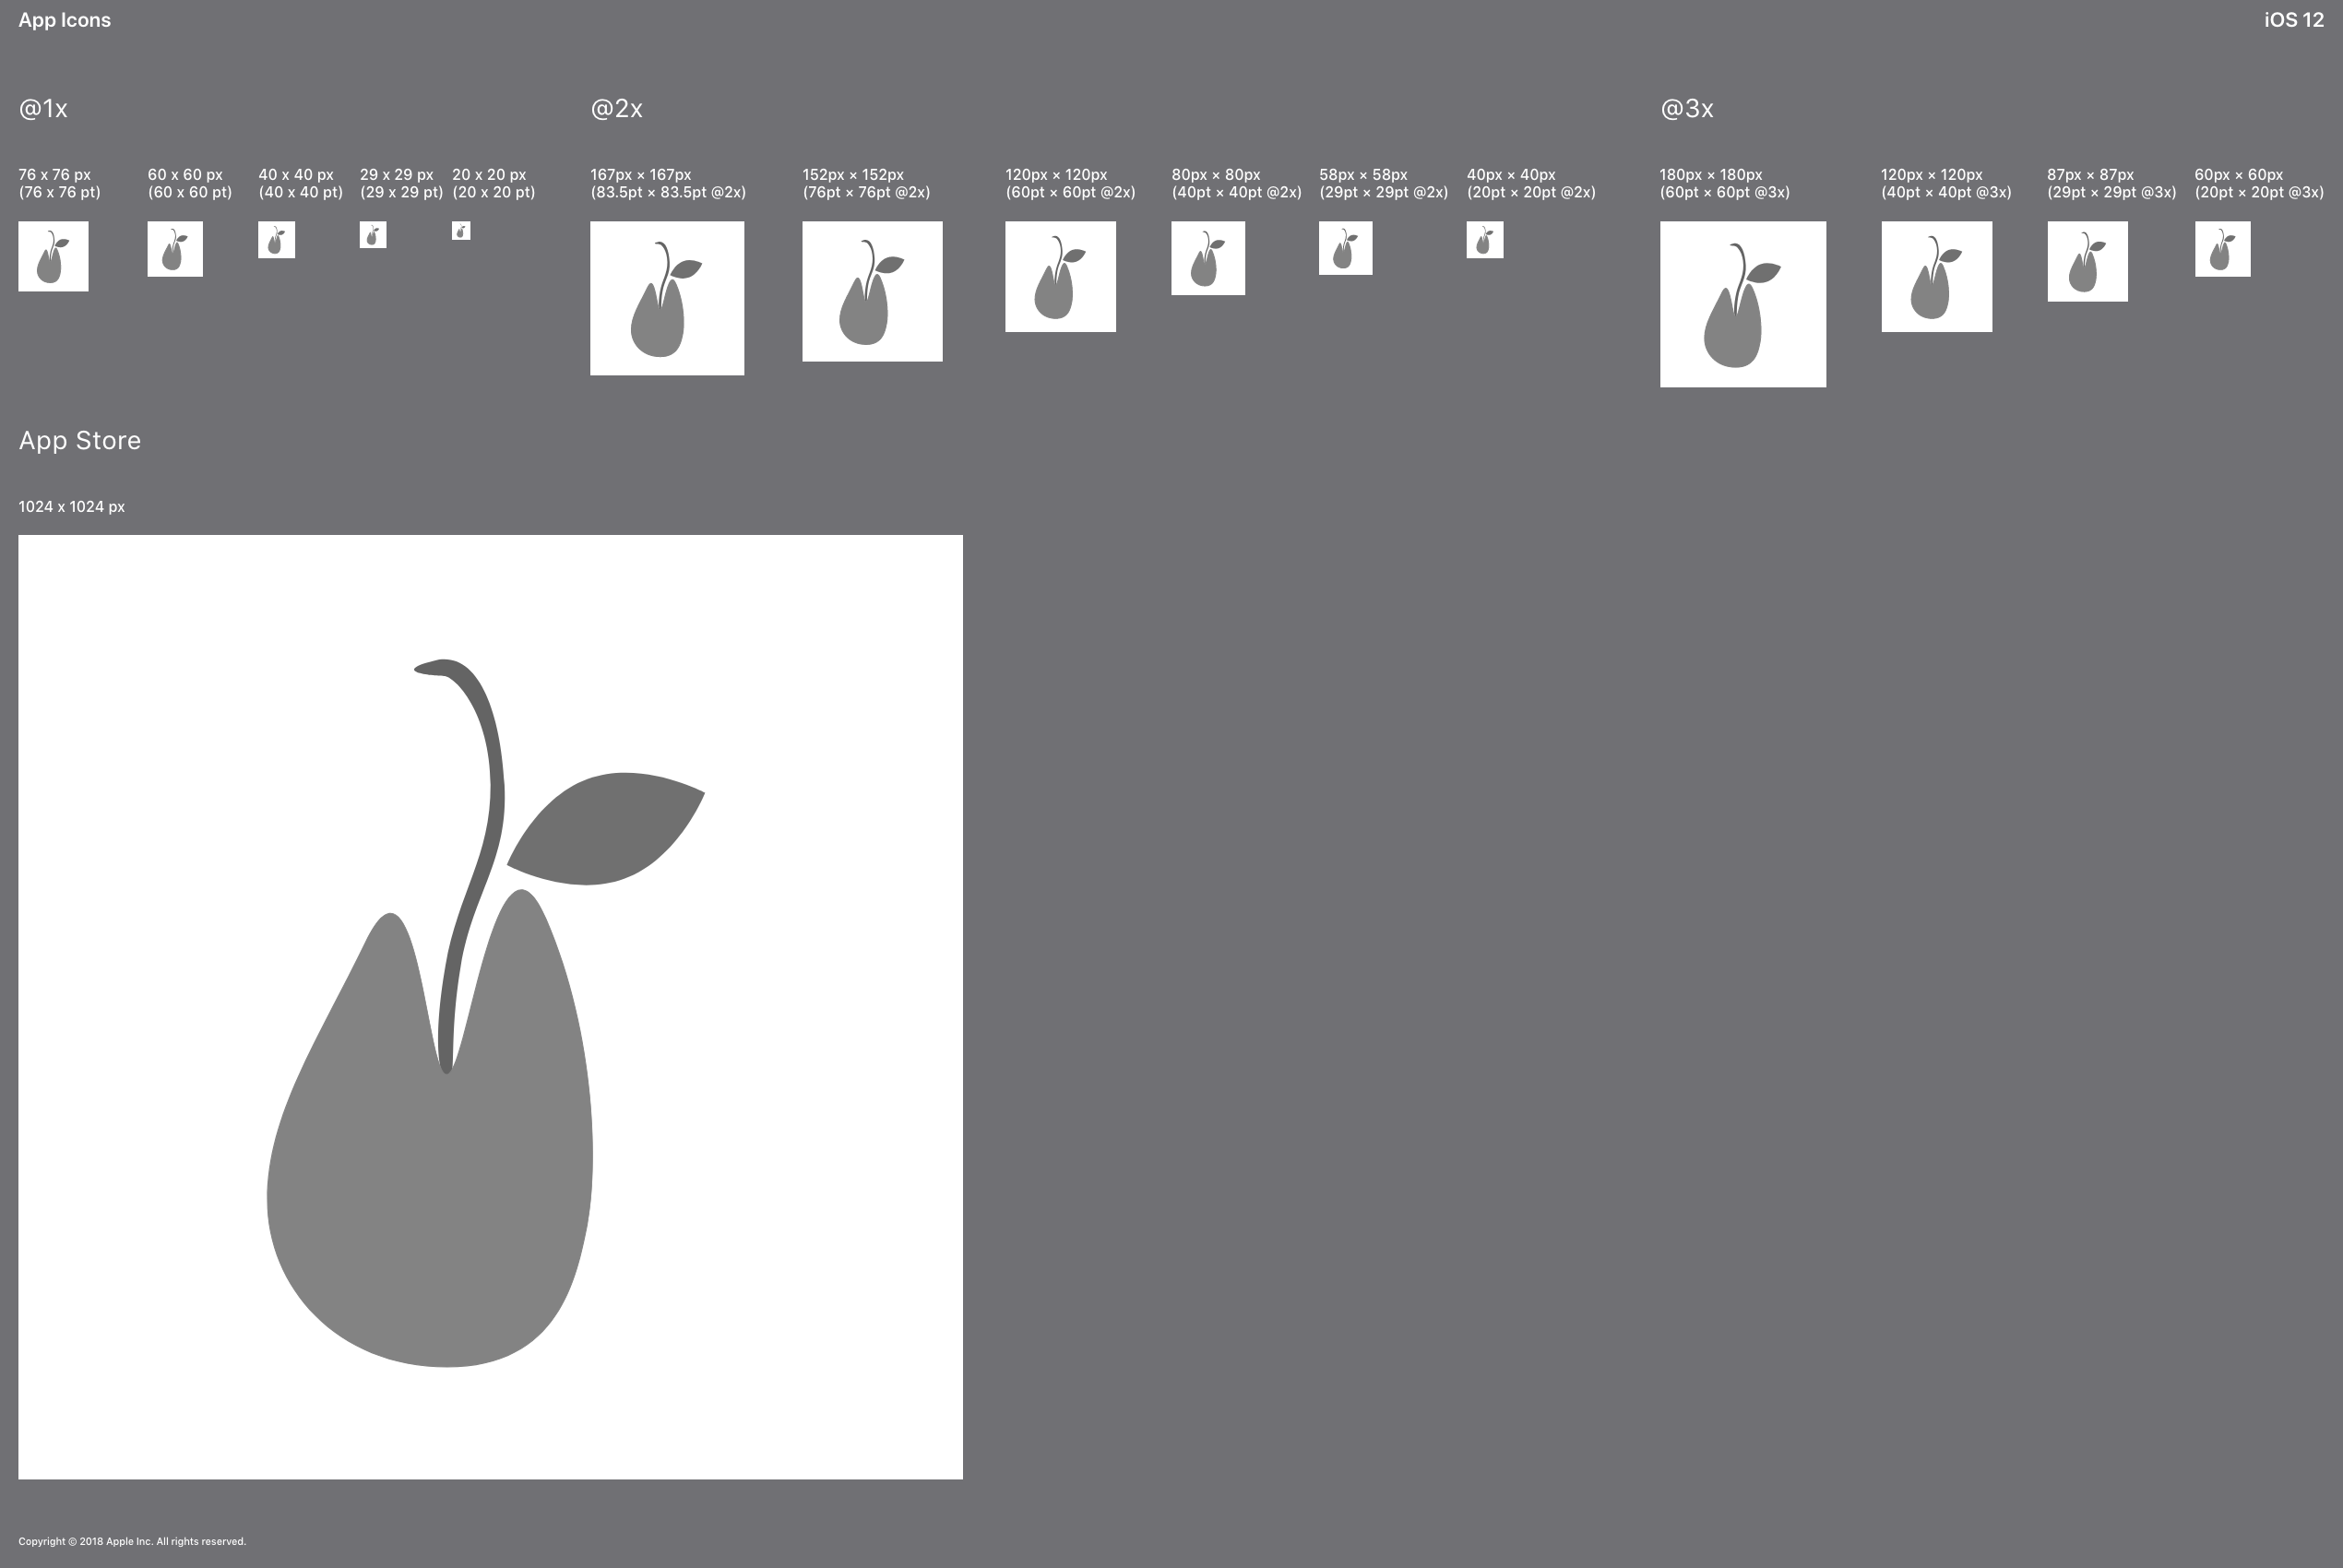 App Icons
iOS 12
@1x
@2x
@3x
76 x 76 px
(76 x 76 pt)
60 x 60 px
(60 x 60 pt)
40 x 40 px
(40 x 40 pt)
29 x 29 px
(29 x 29 pt)
20 x 20 px
(20 x 20 pt)
167px × 167px
(83.5pt × 83.5pt @2x)
152px × 152px
(76pt × 76pt @2x)
120px × 120px
(60pt × 60pt @2x)
80px × 80px
(40pt × 40pt @2x)
58px × 58px
(29pt × 29pt @2x)
40px × 40px
(20pt × 20pt @2x)
180px × 180px
(60pt × 60pt @3x)
120px × 120px
(40pt × 40pt @3x)
87px × 87px
(29pt × 29pt @3x)
60px × 60px
(20pt × 20pt @3x)
App Store
1024 x 1024 px
Copyright © 2018 Apple Inc. All rights reserved.